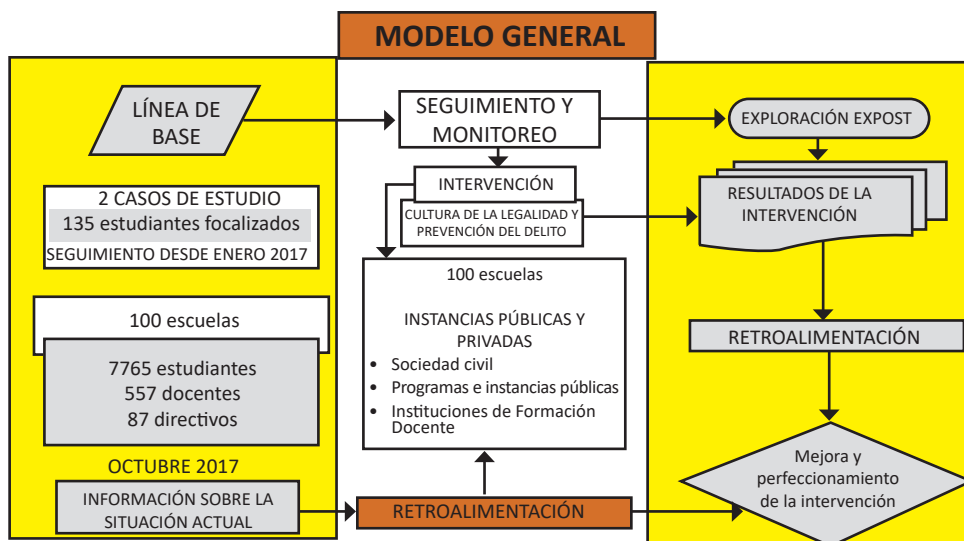 MODELO GENERAL
LÍNEA DE
BASE
2 CASOS DE ESTUDIO
135 estudiantes focalizados
SEGUIMIENTO DESDE ENERO 2017
100 escuelas
7765 estudiantes
557 docentes
87 directivos
OCTUBRE 2017
INFORMACIÓN SOBRE LA
SITUACIÓN ACTUAL
SEGUIMIENTO Y
MONITOREO
INTERVENCIÓN
CULTURA DE LA LEGALIDAD Y
PREVENCIÓN DEL DELITO
100 escuelas
INSTANCIAS PÚBLICAS Y
PRIVADAS
• Sociedad civil
• Programas e instancias públicas
• Instituciones de Formación
Docente
RETROALIMENTACIÓN
EXPLORACIÓN EXPOST
RESULTADOS DE LA
INTERVENCIÓN
RETROALIMENTACIÓN
Mejora y
perfeccionamiento
de la intervención